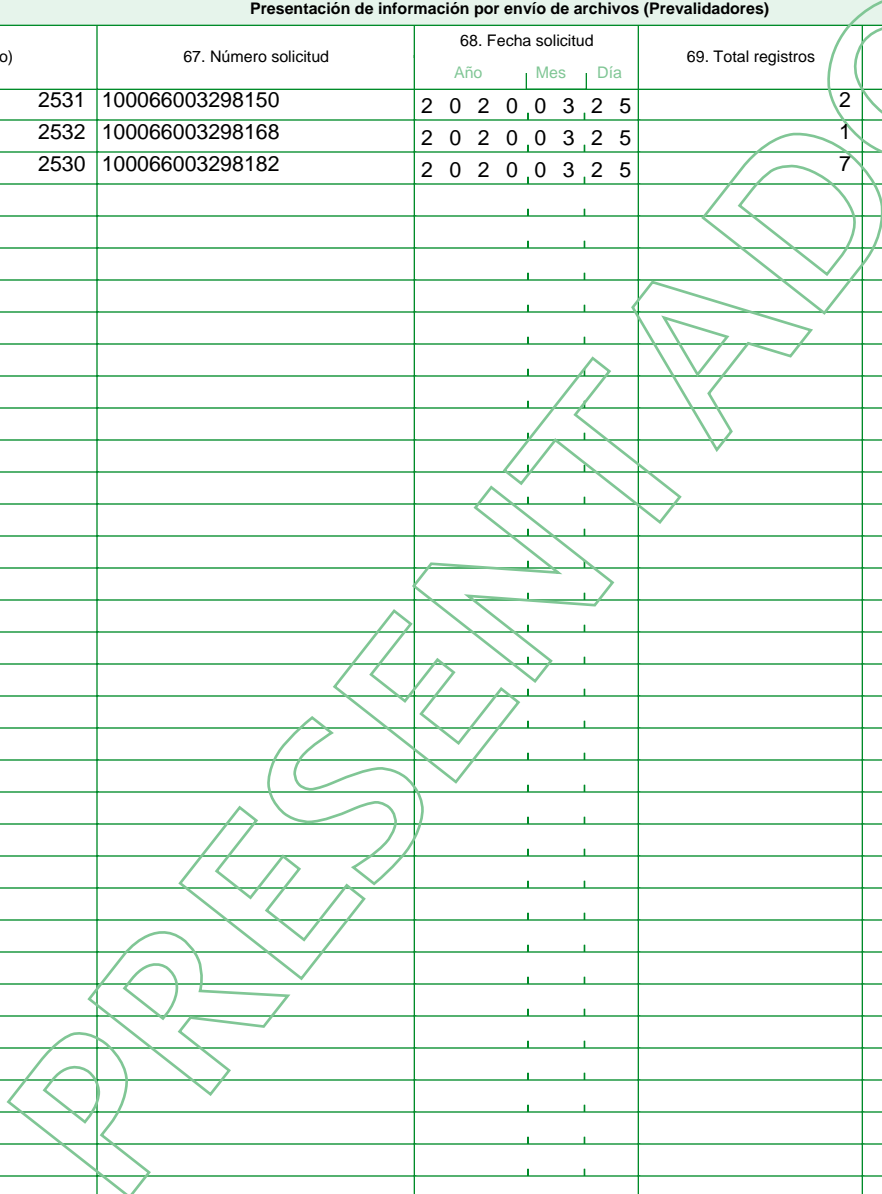 Presentación de información por envío de archivos (Prevalidadores)
o) 67. Número solicitud 68. Fecha solicitud 69. Total registros
Año Mes Día
2531 100066003298150 2 0 2 0 0 3 2 5 2
2532 100066003298168 2 0 2 0 0 3 2 5 1
2530 100066003298182 2 0 2 0 0 3 2 5 7
PRESENTADO